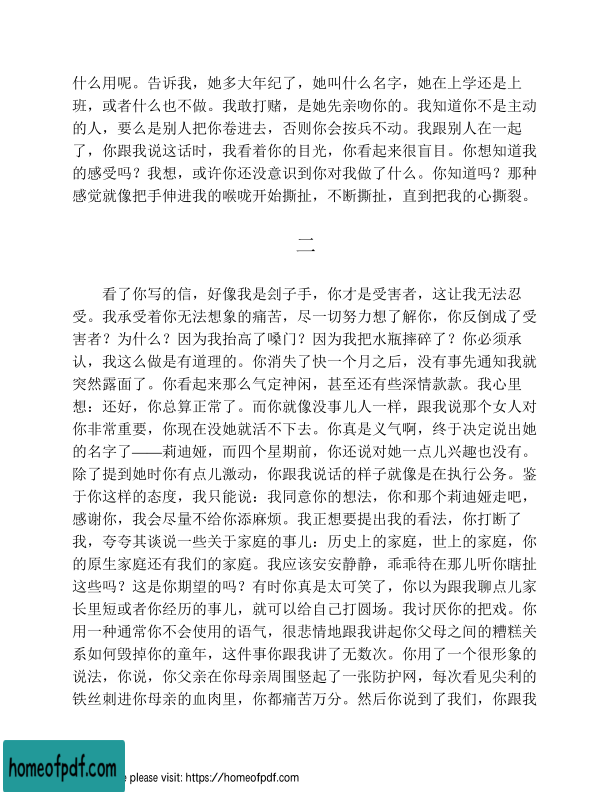 什么用呢。告诉我，她多大年纪了，她叫什么名字，她在上学还是上
班，或者什么也不做。我敢打赌，是她先亲吻你的。我知道你不是主动
的人，要么是别人把你卷进去，否则你会按兵不动。我跟别人在一起
了，你跟我说这话时，我看着你的目光，你看起来很盲目。你想知道我
的感受吗？我想，或许你还没意识到你对我做了什么。你知道吗？那种
感觉就像把手伸进我的喉咙开始撕扯，不断撕扯，直到把我的心撕裂。
二
看了你写的信，好像我是刽子手，你才是受害者，这让我无法忍
受。我承受着你无法想象的痛苦，尽一切努力想了解你，你反倒成了受
害者？为什么？因为我抬高了嗓门？因为我把水瓶摔碎了？你必须承
认，我这么做是有道理的。你消失了快一个月之后，没有事先通知我就
突然露面了。你看起来那么气定神闲，甚至还有些深情款款。我心里
想：还好，你总算正常了。而你就像没事儿人一样，跟我说那个女人对
你非常重要，你现在没她就活不下去。你真是义气啊，终于决定说出她
的名字了——莉迪娅，而四个星期前，你还说对她一点儿兴趣也没有。
除了提到她时你有点儿激动，你跟我说话的样子就像是在执行公务。鉴
于你这样的态度，我只能说：我同意你的想法，你和那个莉迪娅走吧，
感谢你，我会尽量不给你添麻烦。我正想要提出我的看法，你打断了
我，夸夸其谈说一些关于家庭的事儿：历史上的家庭，世上的家庭，你
的原生家庭还有我们的家庭。我应该安安静静，乖乖待在那儿听你瞎扯
这些吗？这是你期望的吗？有时你真是太可笑了，你以为跟我聊点儿家
长里短或者你经历的事儿，就可以给自己打圆场。我讨厌你的把戏。你
用一种通常你不会使用的语气，很悲情地跟我讲起你父母之间的糟糕关
系如何毁掉你的童年，这件事你跟我讲了无数次。你用了一个很形象的
说法，你说，你父亲在你母亲周围竖起了一张防护网，每次看见尖利的
铁丝刺进你母亲的血肉里，你都痛苦万分。然后你说到了我们，你跟我
homeofpdf.com
e please visit: https://homeofpdf.com